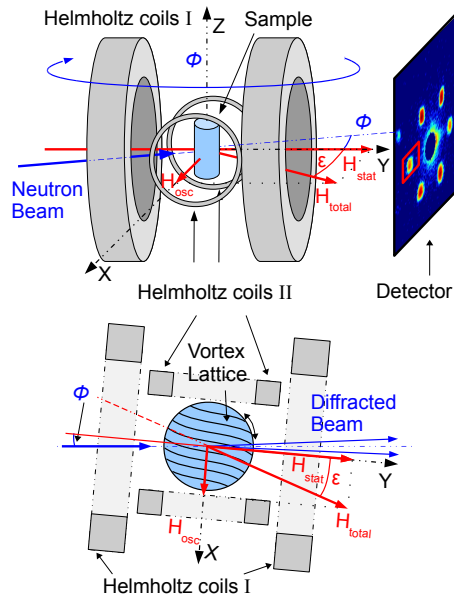 Helmholtz coils I
Z
Sample
Φ
Φ
ε
H_stat
Y
Neutron
Beam
H_osc
H_total
X
Helmholtz coils II
Detector
Vortex
Lattice
Φ
Diffracted
Beam
H_stat
ε
Y
H_osc
X
H_total
Helmholtz coils I